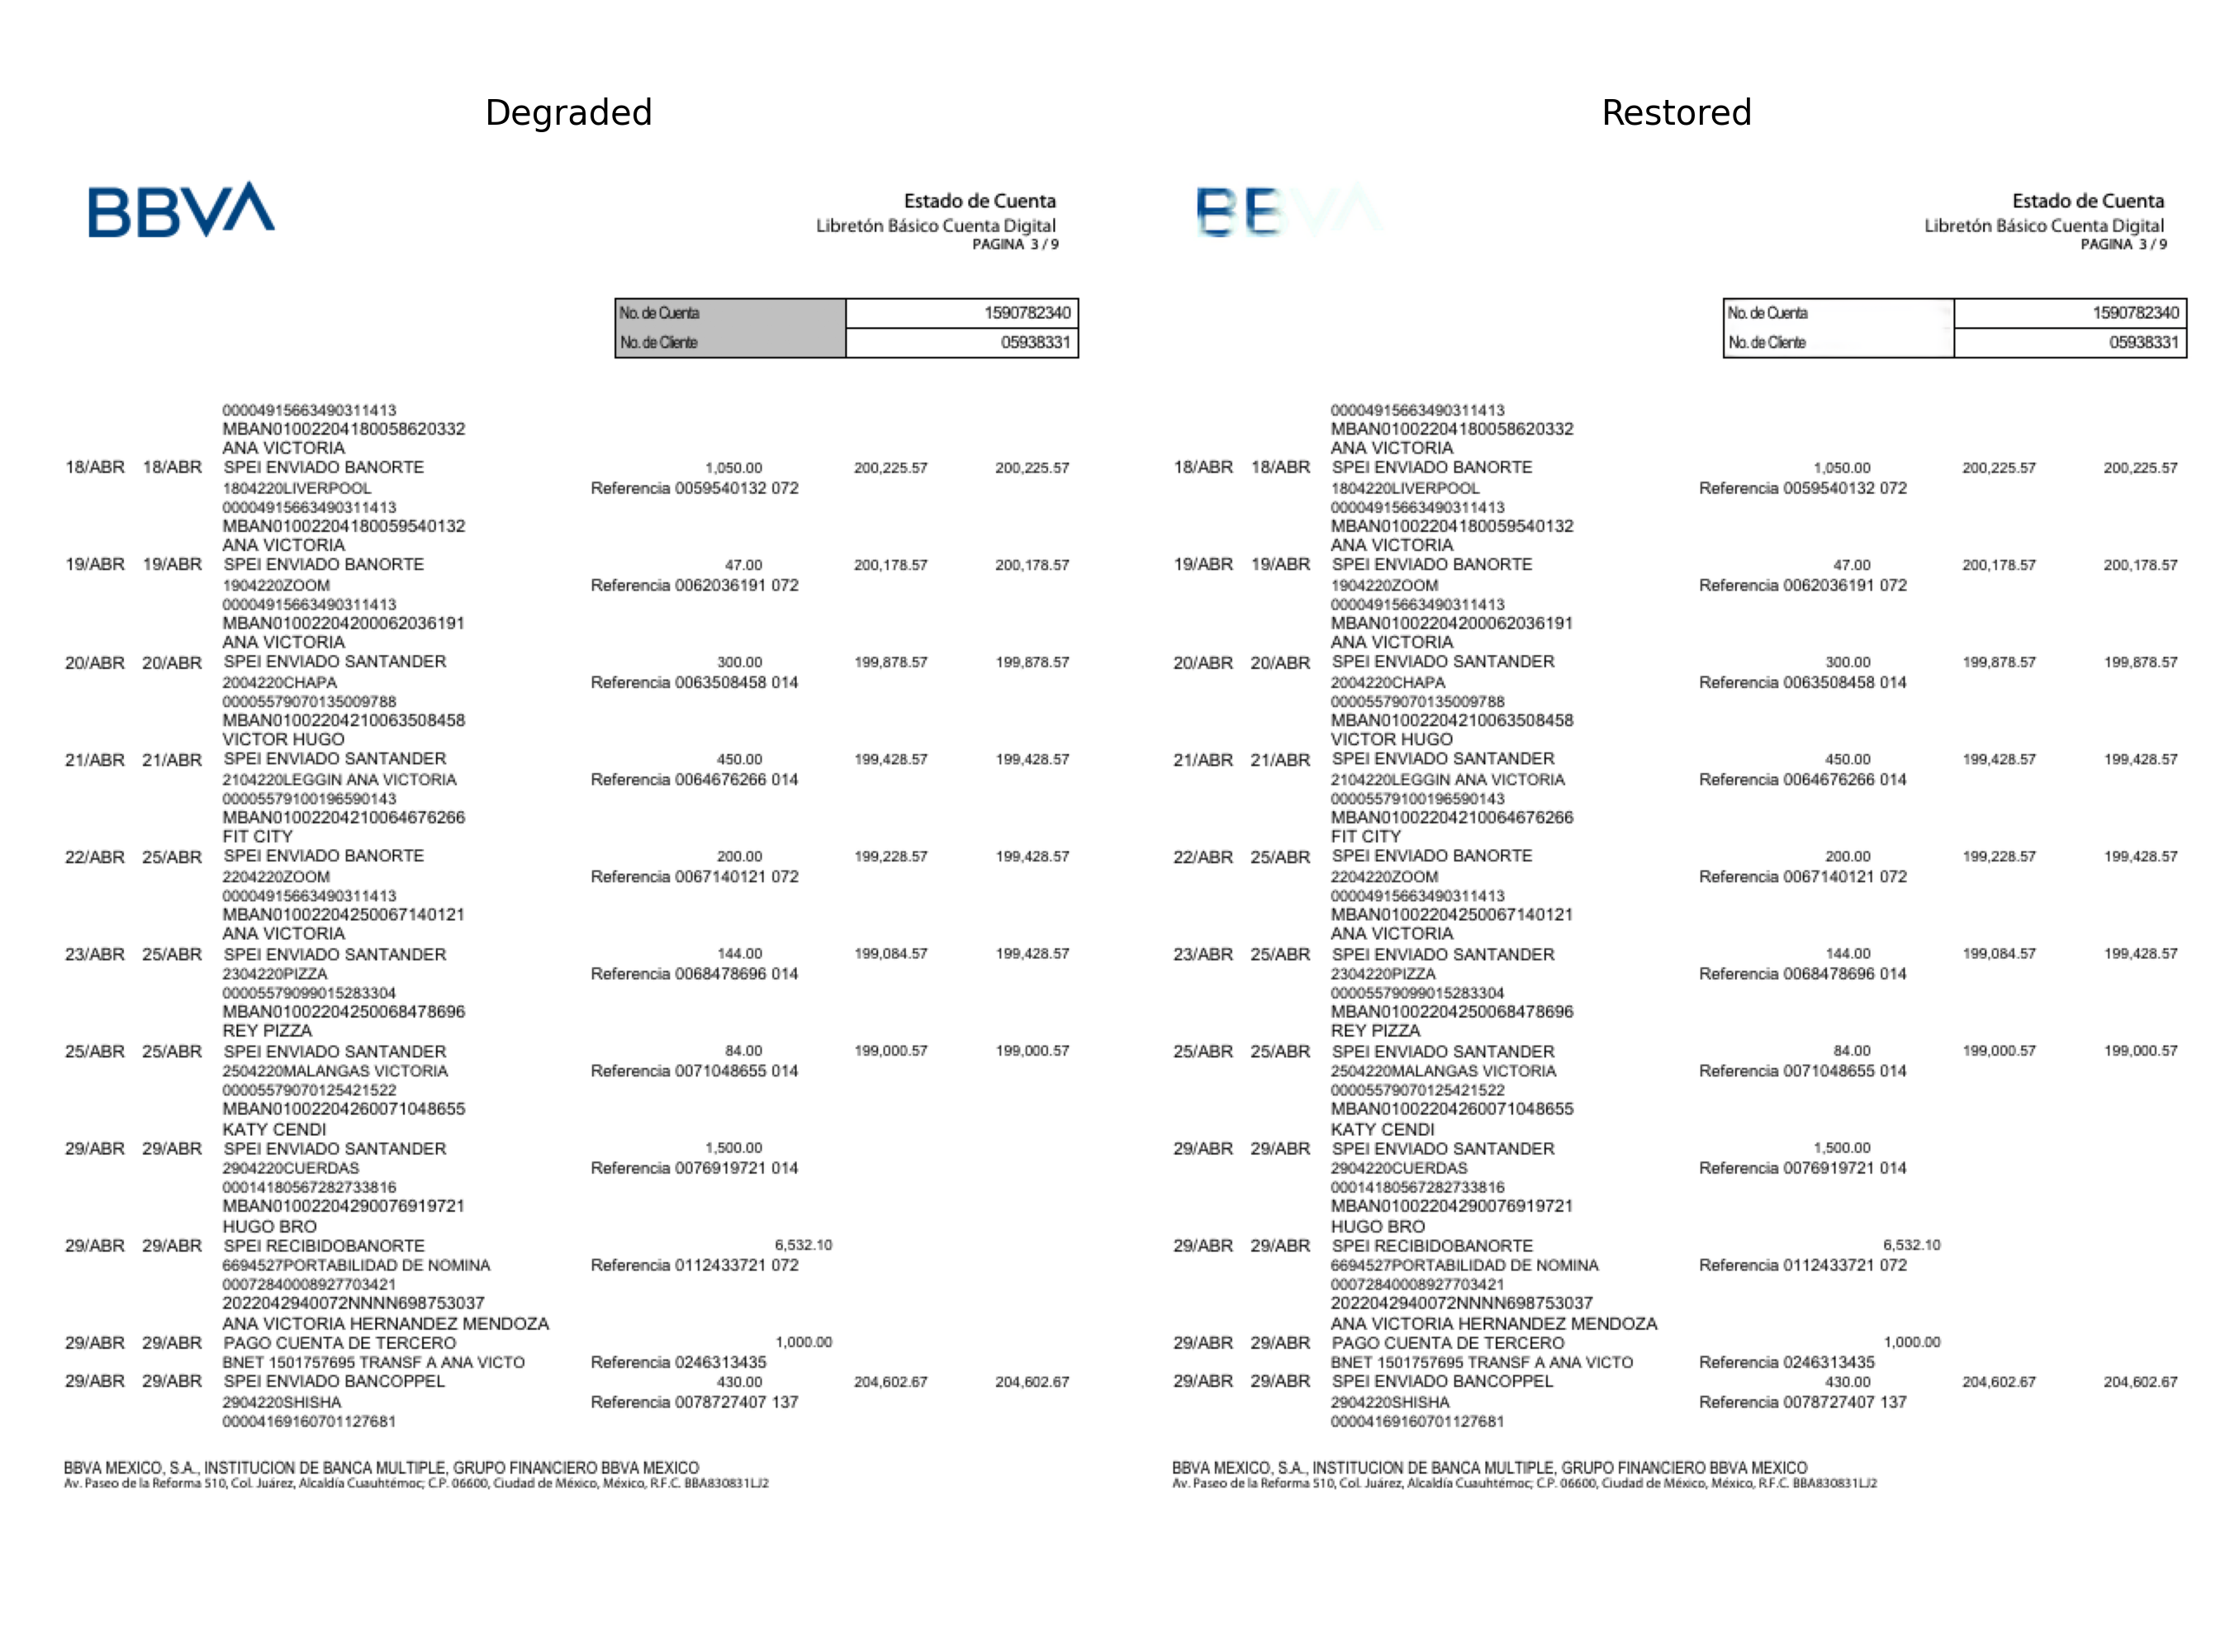 Degraded
BBVA
Estado de Cuenta
Libretón Básico Cuenta Digital
PAGINA 3 / 9
No. de Cuenta 1590782340
No. de Cliente 05938331
00004915663490311413
MBAN01002204180058620332
ANA VICTORIA
18/ABR 18/ABR SPEI ENVIADO BANORTE 1,050.00 200,225.57 200,225.57
1804220LIVERPOOL Referencia 0059540132 072
00004915663490311413
MBAN01002204180059540132
ANA VICTORIA
19/ABR 19/ABR SPEI ENVIADO BANORTE 47.00 200,178.57 200,178.57
1904220ZOOM Referencia 0062036191 072
00004915663490311413
MBAN01002204200062036191
ANA VICTORIA
20/ABR 20/ABR SPEI ENVIADO SANTANDER 300.00 199,878.57 199,878.57
2004220CHAPA Referencia 0063508458 014
00005579070135009788
MBAN01002204210063508458
VICTOR HUGO
21/ABR 21/ABR SPEI ENVIADO SANTANDER 450.00 199,428.57 199,428.57
2104220LEGGIN ANA VICTORIA Referencia 0064676266 014
00005579100196590143
MBAN01002204210064676266
FIT CITY
22/ABR 25/ABR SPEI ENVIADO BANORTE 200.00 199,228.57 199,428.57
2204220ZOOM Referencia 0067140121 072
00004915663490311413
MBAN01002204250067140121
ANA VICTORIA
23/ABR 25/ABR SPEI ENVIADO SANTANDER 144.00 199,084.57 199,428.57
2304220PIZZA Referencia 0068478696 014
00005579099015283304
MBAN01002204250068478696
REY PIZZA
25/ABR 25/ABR SPEI ENVIADO SANTANDER 84.00 199,000.57 199,000.57
2504220MALANGAS VICTORIA Referencia 0071048655 014
00005579070125421522
MBAN01002204260071048655
KATY CENDI
29/ABR 29/ABR SPEI ENVIADO SANTANDER 1,500.00
2904220CUERDAS Referencia 0076919721 014
00014180567282733816
MBAN01002204290076919721
HUGO BRO
29/ABR 29/ABR SPEI RECIBIDOBANORTE 6,532.10
6694527PORTABILIDAD DE NOMINA Referencia 0112433721 072
00072840008927703421
2022042940072NNNN698753037
ANA VICTORIA HERNANDEZ MENDOZA
29/ABR 29/ABR PAGO CUENTA DE TERCERO 1,000.00
BNET 1501757695 TRANSF A ANA VICTO Referencia 0246313435
29/ABR 29/ABR SPEI ENVIADO BANCOPPEL 430.00 204,602.67 204,602.67
2904220SHISHA Referencia 0078727407 137
00004169160701127681
BBVA MEXICO, S.A., INSTITUCION DE BANCA MULTIPLE, GRUPO FINANCIERO BBVA MEXICO
Av. Paseo de la Reforma 510, Col. Juárez, Alcaldía Cuauhtémoc; C.P. 06600, Ciudad de México, México, R.F.C. BBA830831LJ2
Restored
Estado de Cuenta
Libretón Básico Cuenta Digital
PAGINA 3 / 9
No. de Cuenta 1590782340
No. de Cliente 05938331
00004915663490311413
MBAN01002204180058620332
ANA VICTORIA
18/ABR 18/ABR SPEI ENVIADO BANORTE 1,050.00 200,225.57 200,225.57
1804220LIVERPOOL Referencia 0059540132 072
00004915663490311413
MBAN01002204180059540132
ANA VICTORIA
19/ABR 19/ABR SPEI ENVIADO BANORTE 47.00 200,178.57 200,178.57
1904220ZOOM Referencia 0062036191 072
00004915663490311413
MBAN01002204200062036191
ANA VICTORIA
20/ABR 20/ABR SPEI ENVIADO SANTANDER 300.00 199,878.57 199,878.57
2004220CHAPA Referencia 0063508458 014
00005579070135009788
MBAN01002204210063508458
VICTOR HUGO
21/ABR 21/ABR SPEI ENVIADO SANTANDER 450.00 199,428.57 199,428.57
2104220LEGGIN ANA VICTORIA Referencia 0064676266 014
00005579100196590143
MBAN01002204210064676266
FIT CITY
22/ABR 25/ABR SPEI ENVIADO BANORTE 200.00 199,228.57 199,428.57
2204220ZOOM Referencia 0067140121 072
00004915663490311413
MBAN01002204250067140121
ANA VICTORIA
23/ABR 25/ABR SPEI ENVIADO SANTANDER 144.00 199,084.57 199,428.57
2304220PIZZA Referencia 0068478696 014
00005579099015283304
MBAN01002204250068478696
REY PIZZA
25/ABR 25/ABR SPEI ENVIADO SANTANDER 84.00 199,000.57 199,000.57
2504220MALANGAS VICTORIA Referencia 0071048655 014
00005579070125421522
MBAN01002204260071048655
KATY CENDI
29/ABR 29/ABR SPEI ENVIADO SANTANDER 1,500.00
2904220CUERDAS Referencia 0076919721 014
00014180567282733816
MBAN01002204290076919721
HUGO BRO
29/ABR 29/ABR SPEI RECIBIDOBANORTE 6,532.10
6694527PORTABILIDAD DE NOMINA Referencia 0112433721 072
00072840008927703421
2022042940072NNNN698753037
ANA VICTORIA HERNANDEZ MENDOZA
29/ABR 29/ABR PAGO CUENTA DE TERCERO 1,000.00
BNET 1501757695 TRANSF A ANA VICTO Referencia 0246313435
29/ABR 29/ABR SPEI ENVIADO BANCOPPEL 430.00 204,602.67 204,602.67
2904220SHISHA Referencia 0078727407 137
00004169160701127681
BBVA MEXICO, S.A., INSTITUCION DE BANCA MULTIPLE, GRUPO FINANCIERO BBVA MEXICO
Av. Paseo de la Reforma 510, Col. Juárez, Alcaldía Cuauhtémoc; C.P. 06600, Ciudad de México, México, R.F.C. BBA830831LJ2